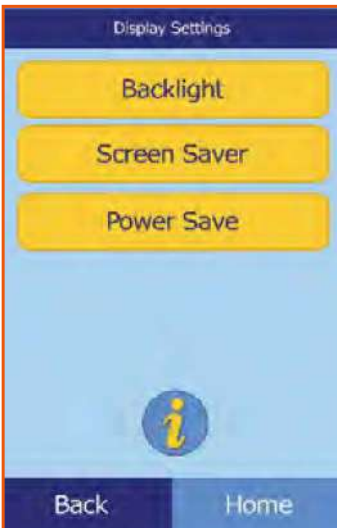 Display Settings
Backlight
Screen Saver
Power Save
i
Back Home